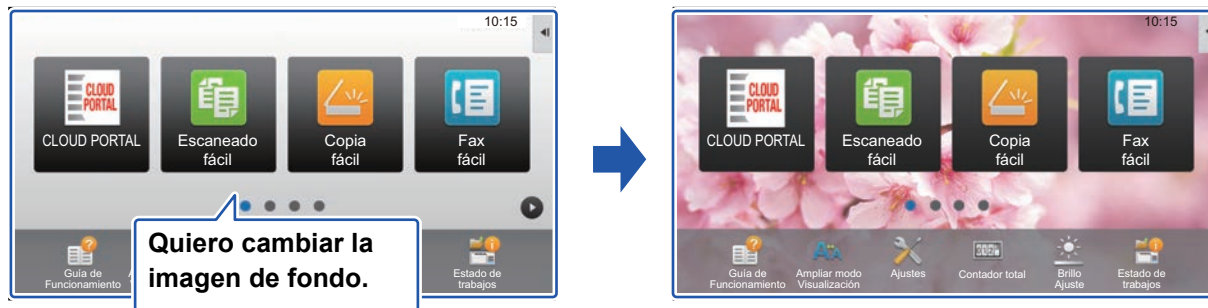 10:15
CLOUD
PORTAL
CLOUD PORTAL
Escaneado
fácil
Copia
fácil
Fax
fácil
Quiero cambiar la
imagen de fondo.
Guía de
Funcionamiento
Estado de
trabajos
10:15
CLOUD
PORTAL
CLOUD PORTAL
Escaneado
fácil
Copia
fácil
Fax
fácil
Guía de
Funcionamiento
Ampliar modo
Visualización
Ajustes
Contador total
Brillo
Ajuste
Estado de
trabajos